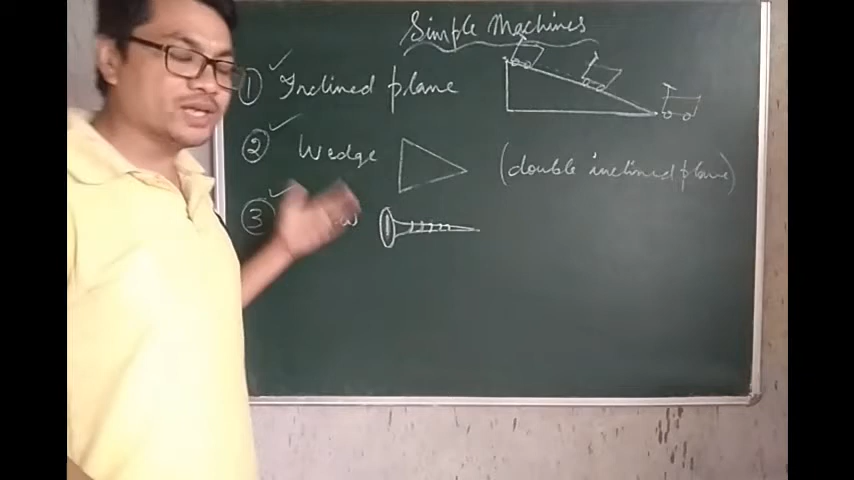 Simple Machines
① Inclined plane
② Wedge (double inclined plane)
③